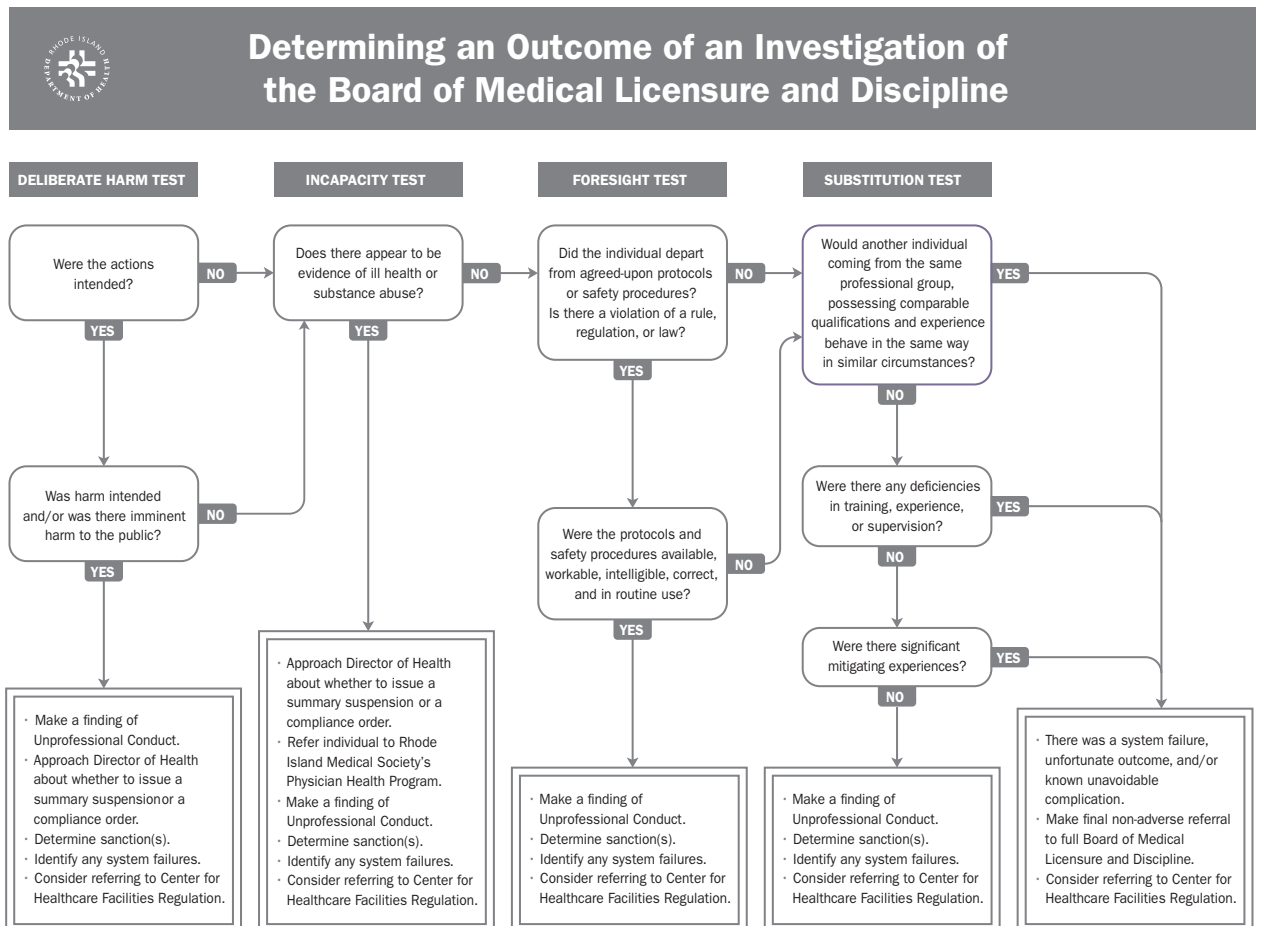 RHODE ISLAND
DEPARTMENT OF HEALTH
Determining an Outcome of an Investigation of
the Board of Medical Licensure and Discipline
DELIBERATE HARM TEST
Were the actions
intended?
NO
YES
Was harm intended
and/or was there imminent
harm to the public?
NO
YES
· Make a finding of
Unprofessional Conduct.
· Approach Director of Health
about whether to issue a
summary suspension or a
compliance order.
· Determine sanction(s).
· Identify any system failures.
· Consider referring to Center for
Healthcare Facilities Regulation.
INCAPACITY TEST
Does there appear to be
evidence of ill health or
substance abuse?
NO
YES
· Approach Director of Health
about whether to issue a
summary suspension or a
compliance order.
· Refer individual to Rhode
Island Medical Society's
Physician Health Program.
· Make a finding of
Unprofessional Conduct.
· Determine sanction(s).
· Identify any system failures.
· Consider referring to Center for
Healthcare Facilities Regulation.
FORESIGHT TEST
Did the individual depart
from agreed-upon protocols
or safety procedures?
Is there a violation of a rule,
regulation, or law?
NO
YES
Were the protocols and
safety procedures available,
workable, intelligible, correct,
and in routine use?
NO
YES
· Make a finding of
Unprofessional Conduct.
· Determine sanction(s).
· Identify any system failures.
· Consider referring to Center for
Healthcare Facilities Regulation.
SUBSTITUTION TEST
Would another individual
coming from the same
professional group,
possessing comparable
qualifications and experience
behave in the same way
in similar circumstances?
YES
NO
Were there any deficiencies
in training, experience,
or supervision?
YES
NO
Were there significant
mitigating experiences?
YES
NO
· Make a finding of
Unprofessional Conduct.
· Determine sanction(s).
· Identify any system failures.
· Consider referring to Center for
Healthcare Facilities Regulation.
· There was a system failure,
unfortunate outcome, and/or
known unavoidable
complication.
· Make final non-adverse referral
to full Board of Medical
Licensure and Discipline.
· Consider referring to Center for
Healthcare Facilities Regulation.